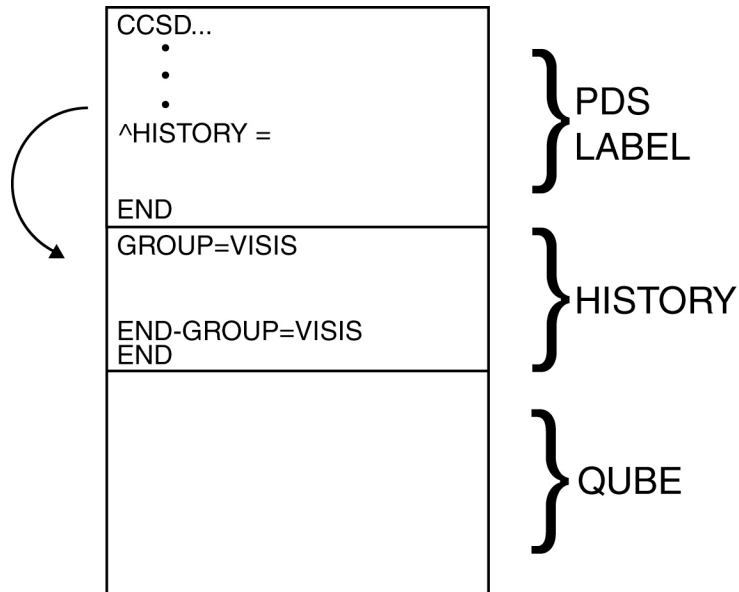 CCSD...
^HISTORY =
END
PDS
LABEL
GROUP=VISIS
END-GROUP=VISIS
END
HISTORY
QUBE